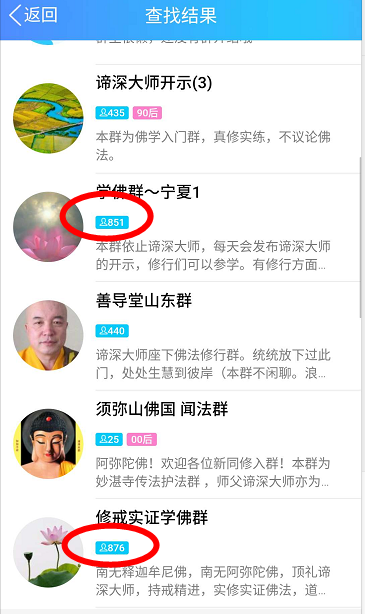 返回
查找结果
谛深大师开示(3)
435 90后
本群为佛学入门群，真修实练，不议论佛
法。
学佛群～宁夏1
851
本群依止谛深大师，每天会发布谛深大师
的开示，修行们可以参学。有修行方面…
善导堂山东群
440
谛深大师座下佛法修行群。统统放下过此
门，处处生慧到彼岸（本群不闲聊。浪…
须弥山佛国 闻法群
25 00后
阿弥陀佛！欢迎各位新同修入群！本群为
妙湛寺传法护法群 ，师父谛深大师亦为…
修戒实证学佛群
876
南无释迦牟尼佛，南无阿弥陀佛，顶礼谛
深大师，持戒精进，实修实证佛法，道…